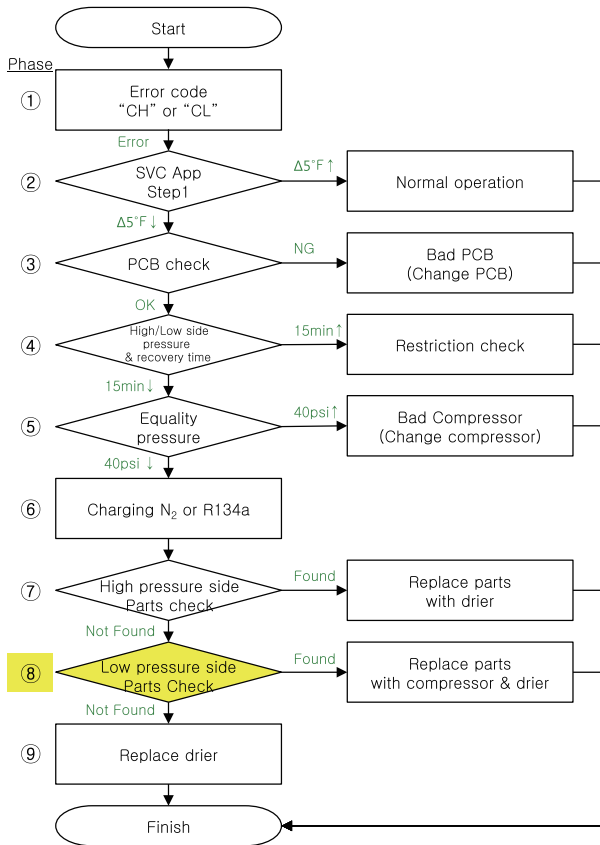 Start
Phase
①
Error code
“CH” or “CL”
Error
②
SVC App
Step1
Δ5°F↑
Normal operation
Δ5°F↓
③
PCB check
NG
Bad PCB
(Change PCB)
OK
④
High/Low side
pressure
& recovery time
15min↑
Restriction check
15min↓
⑤
Equality
pressure
40psi↑
Bad Compressor
(Change compressor)
40psi ↓
⑥
Charging N₂ or R134a
⑦
High pressure side
Parts check
Found
Replace parts
with drier
Not Found
⑧
Low pressure side
Parts Check
Found
Replace parts
with compressor & drier
Not Found
⑨
Replace drier
Finish